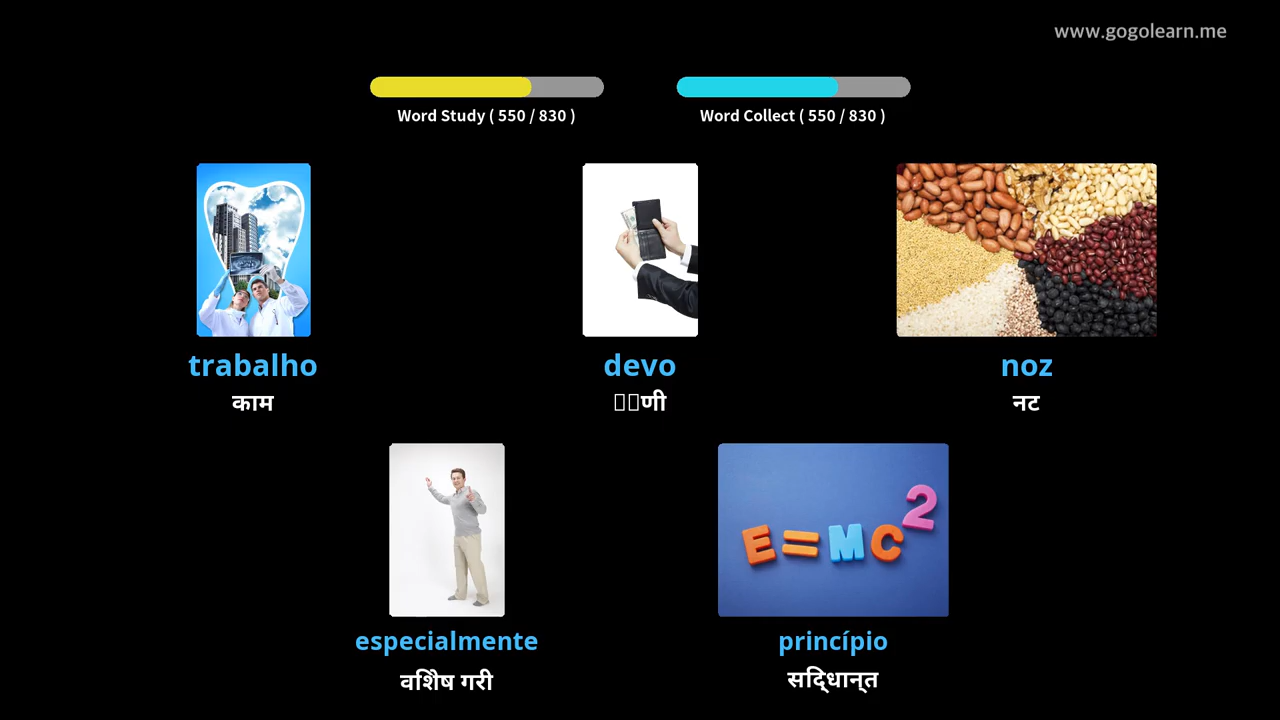 www.gogolearn.me
Word Study ( 550 / 830 )
Word Collect ( 550 / 830 )
trabalho
काम
devo
noz
नट
especialmente
वशिेष गरी
princípio
सद्िधान्त
E=MC2